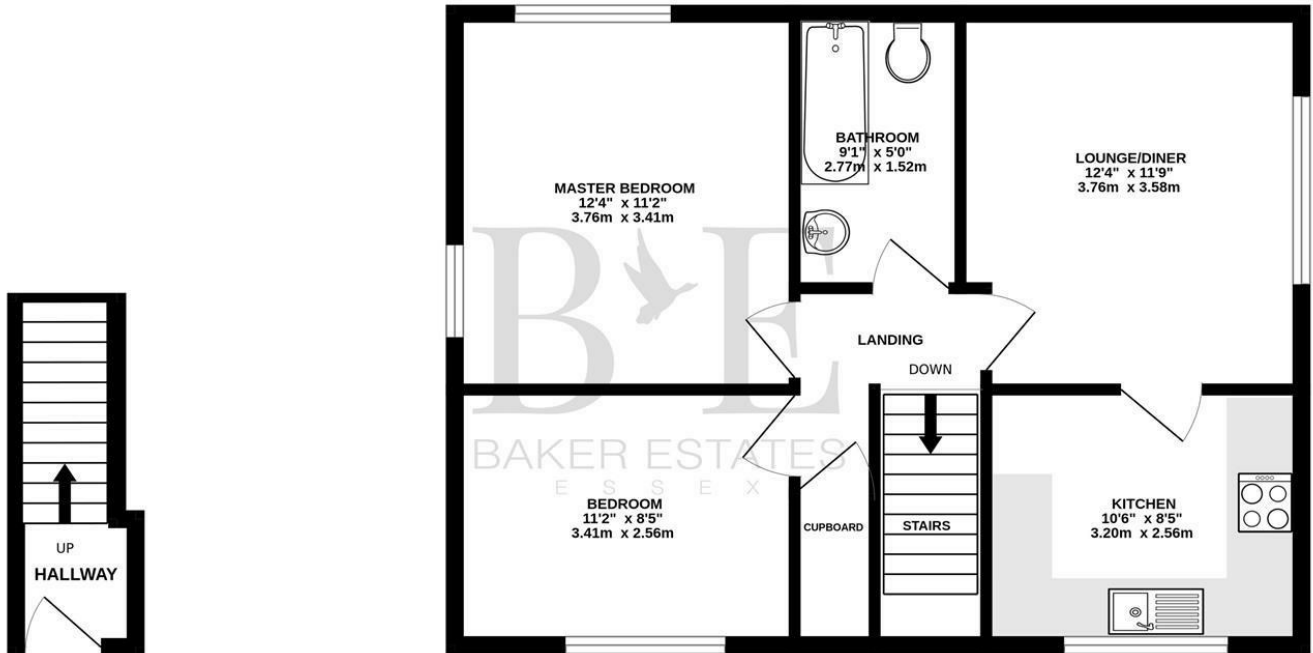 MASTER BEDROOM
12'4" x 11'2"
3.76m x 3.41m
BATHROOM
9'1" x 5'0"
2.77m x 1.52m
LOUNGE/DINER
12'4" x 11'9"
3.76m x 3.58m
LANDING
DOWN
B E
BAKER ESTATES
ESSEX
BEDROOM
11'2" x 8'5"
3.41m x 2.56m
CUPBOARD
STAIRS
KITCHEN
10'6" x 8'5"
3.20m x 2.56m
UP
HALLWAY